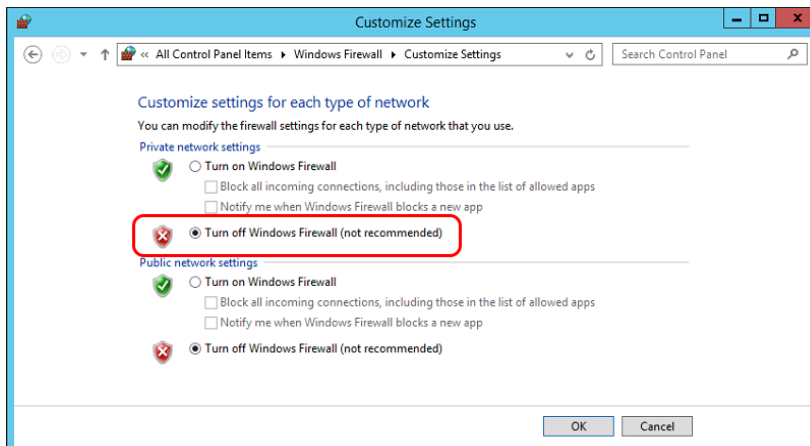 Customize Settings
« All Control Panel Items Windows Firewall Customize Settings Search Control Panel
Customize settings for each type of network
You can modify the firewall settings for each type of network that you use.
Private network settings
Turn on Windows Firewall
Block all incoming connections, including those in the list of allowed apps
Notify me when Windows Firewall blocks a new app
Turn off Windows Firewall (not recommended)
Public network settings
Turn on Windows Firewall
Block all incoming connections, including those in the list of allowed apps
Notify me when Windows Firewall blocks a new app
Turn off Windows Firewall (not recommended)
OK Cancel